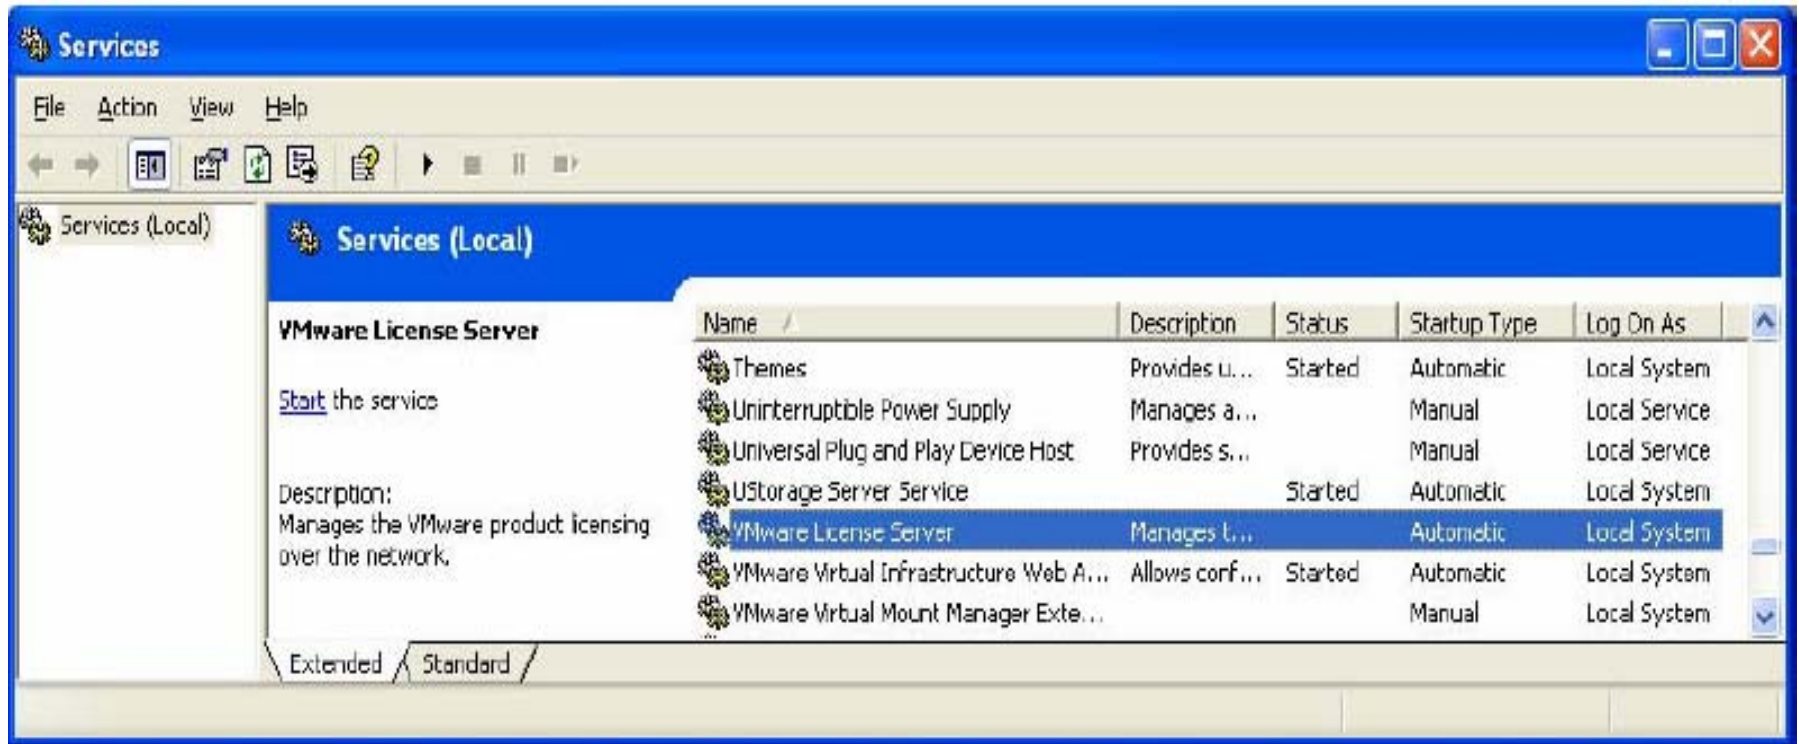 Services
File Action View Help
Services (Local)
Services (Local)
VMware License Server
Start the service
Description:
Manages the VMware product licensing
over the network.
Name Description Status Startup Type Log On As
Themes Provides u... Started Automatic Local System
Uninterruptible Power Supply Manages a... Manual Local Service
Universal Plug and Play Device Host Provides s... Manual Local Service
UStorage Server Service Started Automatic Local System
VMware License Server Manages t... Automatic Local System
VMware Virtual Infrastructure Web A... Allows conf... Started Automatic Local System
VMware Virtual Mount Manager Exte... Manual Local System
Extended Standard